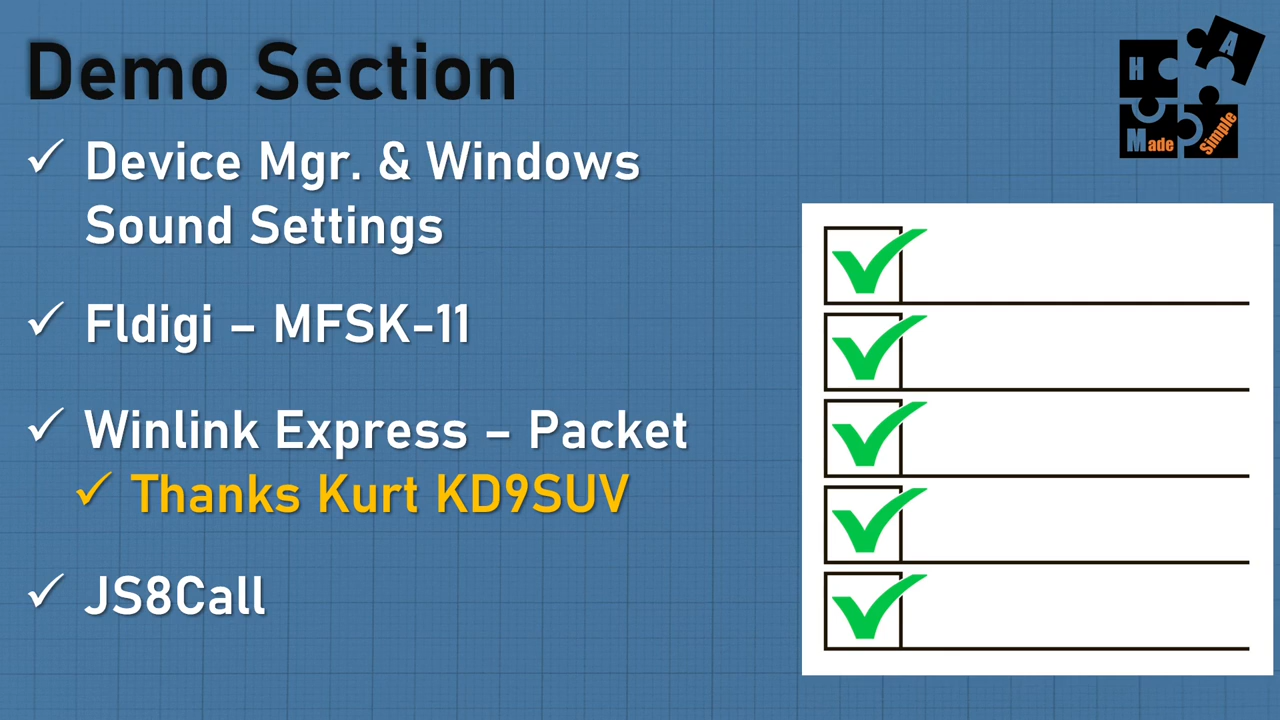 Demo Section
H A
Made Simple
✓ Device Mgr. & Windows
Sound Settings
✓ Fldigi – MFSK-11
✓ Winlink Express – Packet
✓ Thanks Kurt KD9SUV
✓ JS8Call